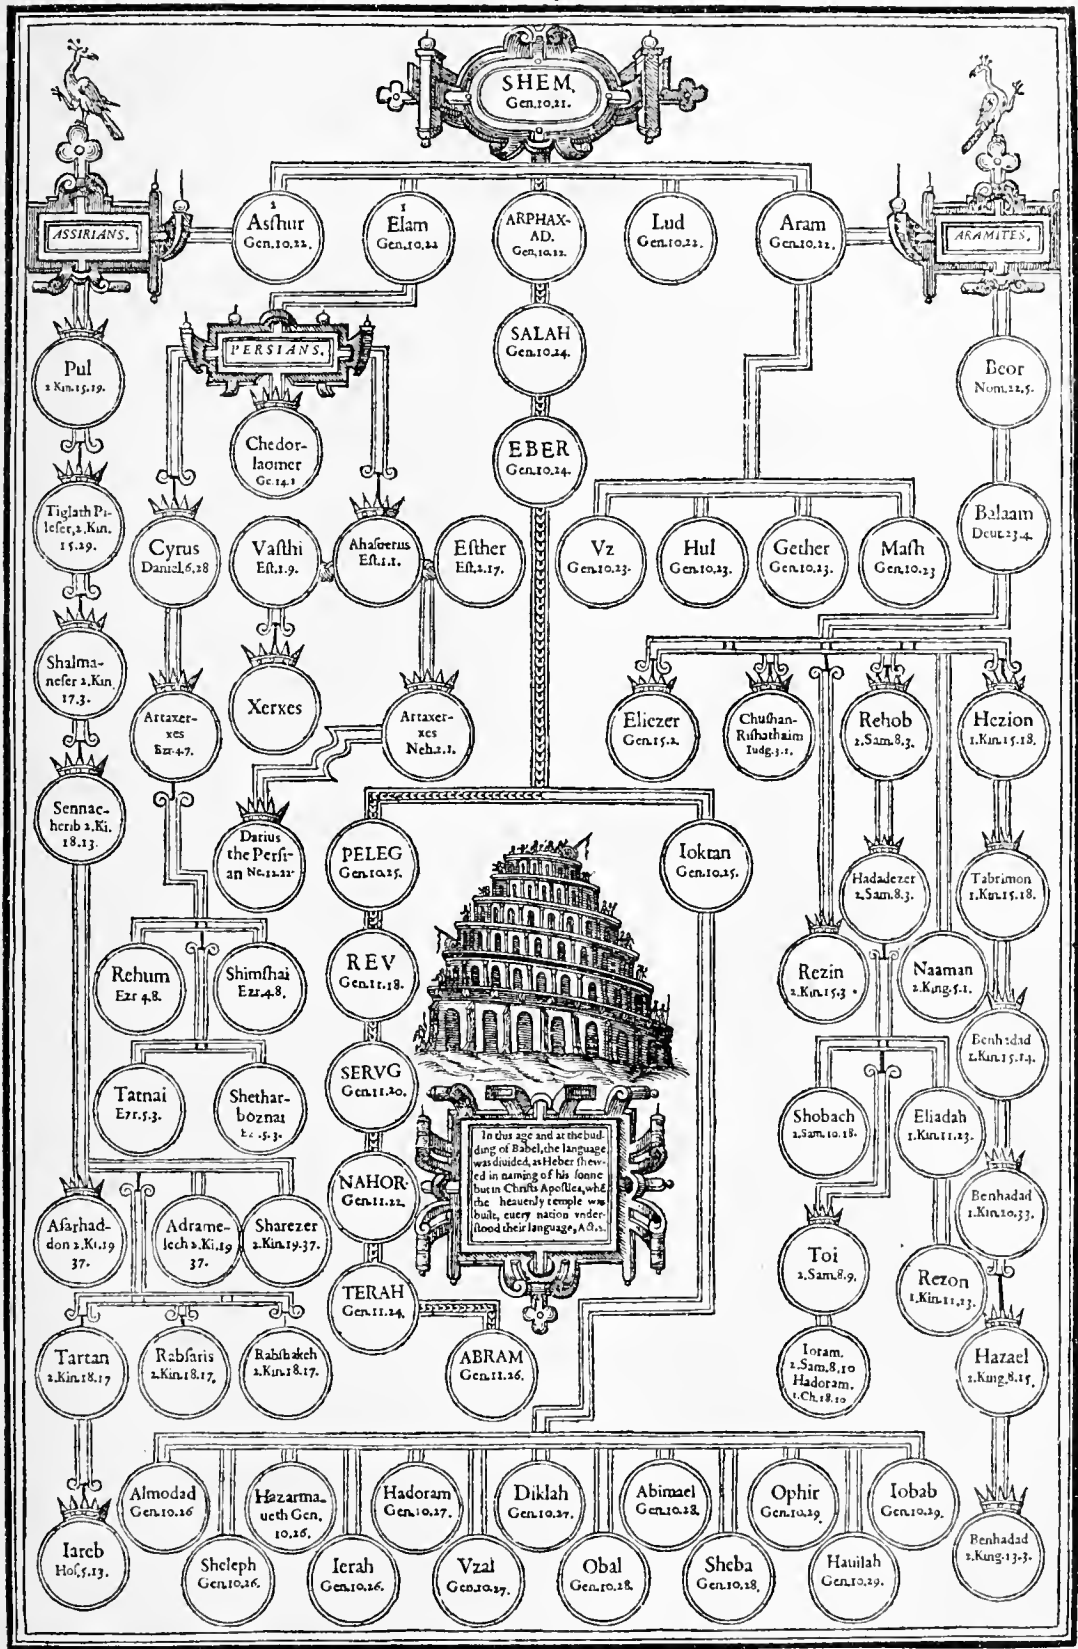 SHEM,
Gen.10,21.
ASSIRIANS.
2
Aſſhur
Gen.10.22.
1
Elam
Gen.10.22
ARPHAX-
AD.
Gen.10.22.
Lud
Gen.10.22.
Aram
Gen.10.22.
ARAMITES.
Pul
2 Kin.15.19.
PERSIANS.
SALAH
Gen.10.24.
Beor
Nom.22.5.
Chedor-
laomer
Ge.14.1
EBER
Gen.10.24.
Tiglath Pi-
leſer,2,Kin.
15.29.
Cyrus
Daniel,6,28
Vaſthi
Eſt.1.9.
Ahaſuerus
Eſt.1.1.
Eſther
Eſt.2.17.
Vz
Gen.10.23.
Hul
Gen.10.23.
Gether
Gen.10.23.
Maſh
Gen.10.23
Balaam
Deut.23.4.
Shalma-
neſer 2.Kin.
17.3.
Artaxer-
xes
Ezr.4.7.
Xerxes
Artaxer-
xes
Neh.2.1.
Eliezer
Gen.15.2.
Chuſhan-
Riſhathaim
Iudg.3.1.
Rehob
2.Sam.8.3.
Hezion
1.Kin.15.18.
Sennac-
herib 2.Ki.
18.13.
Darius
the Perſi-
an Ne.12.22.
PELEG
Gen.10.25.
Ioktan
Gen.10.25.
Hadadezer
2.Sam.8.3.
Tabrimon
1.Kin.15.18.
Rehum
Ezr 4.8.
Shimſhai
Ezr.4.8.
REV
Gen.11.18.
Rezin
2.Kin.15.3
Naaman
2.King.5.1.
Benhadad
Tatnai
Ezr.5.3.
Shethar-
boznai
SERVG
Gen.11.20.
Shobach
2.Sam.10.18.
Eliadah
1.Kin.11.23.
In this age and at the buil-
ding of Babel,the language
was diuided,as Heber ſhew-
ed in naming of his ſonne
but in Chriſts Apoſtles,whē
the heauenly temple was
built, euery nation vnder-
ſtood their language,Act.2.
NAHOR
Gen.11.22.
Benhadad
1.Kin.20.33.
Aſarhad-
don 2.Ki.19
37.
Adrame-
lech 2.Ki.19
37.
Sharezer
2.Kin.19.37.
Toi
2.Sam.8.9.
Rezon
1.Kin.11.23.
TERAH
Gen.11.24.
Tartan
2.Kin.18.17
Rabſaris
2.Kin.18.17.
Rabſhakeh
2.Kin.18.17.
ABRAM
Gen.11.26.
Ioram.
2.Sam.8.10
Hadoram.
1.Ch.18.10
Hazael
2.King.8.15.
Almodad
Gen.10.26
Hazarma-
ueth Gen.
10.26.
Hadoram
Gen.10.27.
Diklah
Gen.10.27.
Abimael
Gen.10.28.
Ophir
Gen.10.29.
Iobab
Gen.10.29.
Iareb
Hoſ.5.13.
Sheleph
Gen.10.26.
Ierah
Gen.10.26.
Vzal
Gen.10.27.
Obal
Gen.10.28.
Sheba
Gen.10.28.
Hauilah
Gen.10.29.
Benhadad
2.King.13.3.